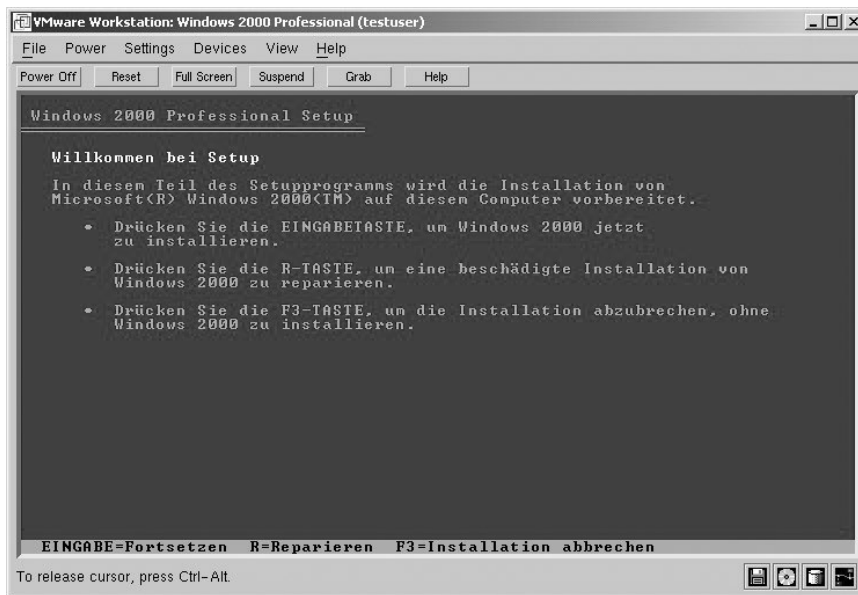 VMware Workstation: Windows 2000 Professional (testuser)
File Power Settings Devices View Help
Power Off Reset Full Screen Suspend Grab Help
Windows 2000 Professional Setup
Willkommen bei Setup
In diesem Teil des Setupprogramms wird die Installation von
Microsoft(R) Windows 2000(TM) auf diesem Computer vorbereitet.
• Drücken Sie die EINGABETASTE, um Windows 2000 jetzt
zu installieren.
• Drücken Sie die R-TASTE, um eine beschädigte Installation von
Windows 2000 zu reparieren.
• Drücken Sie die F3-TASTE, um die Installation abzubrechen, ohne
Windows 2000 zu installieren.
EINGABE=Fortsetzen R=Reparieren F3=Installation abbrechen
To release cursor, press Ctrl-Alt.